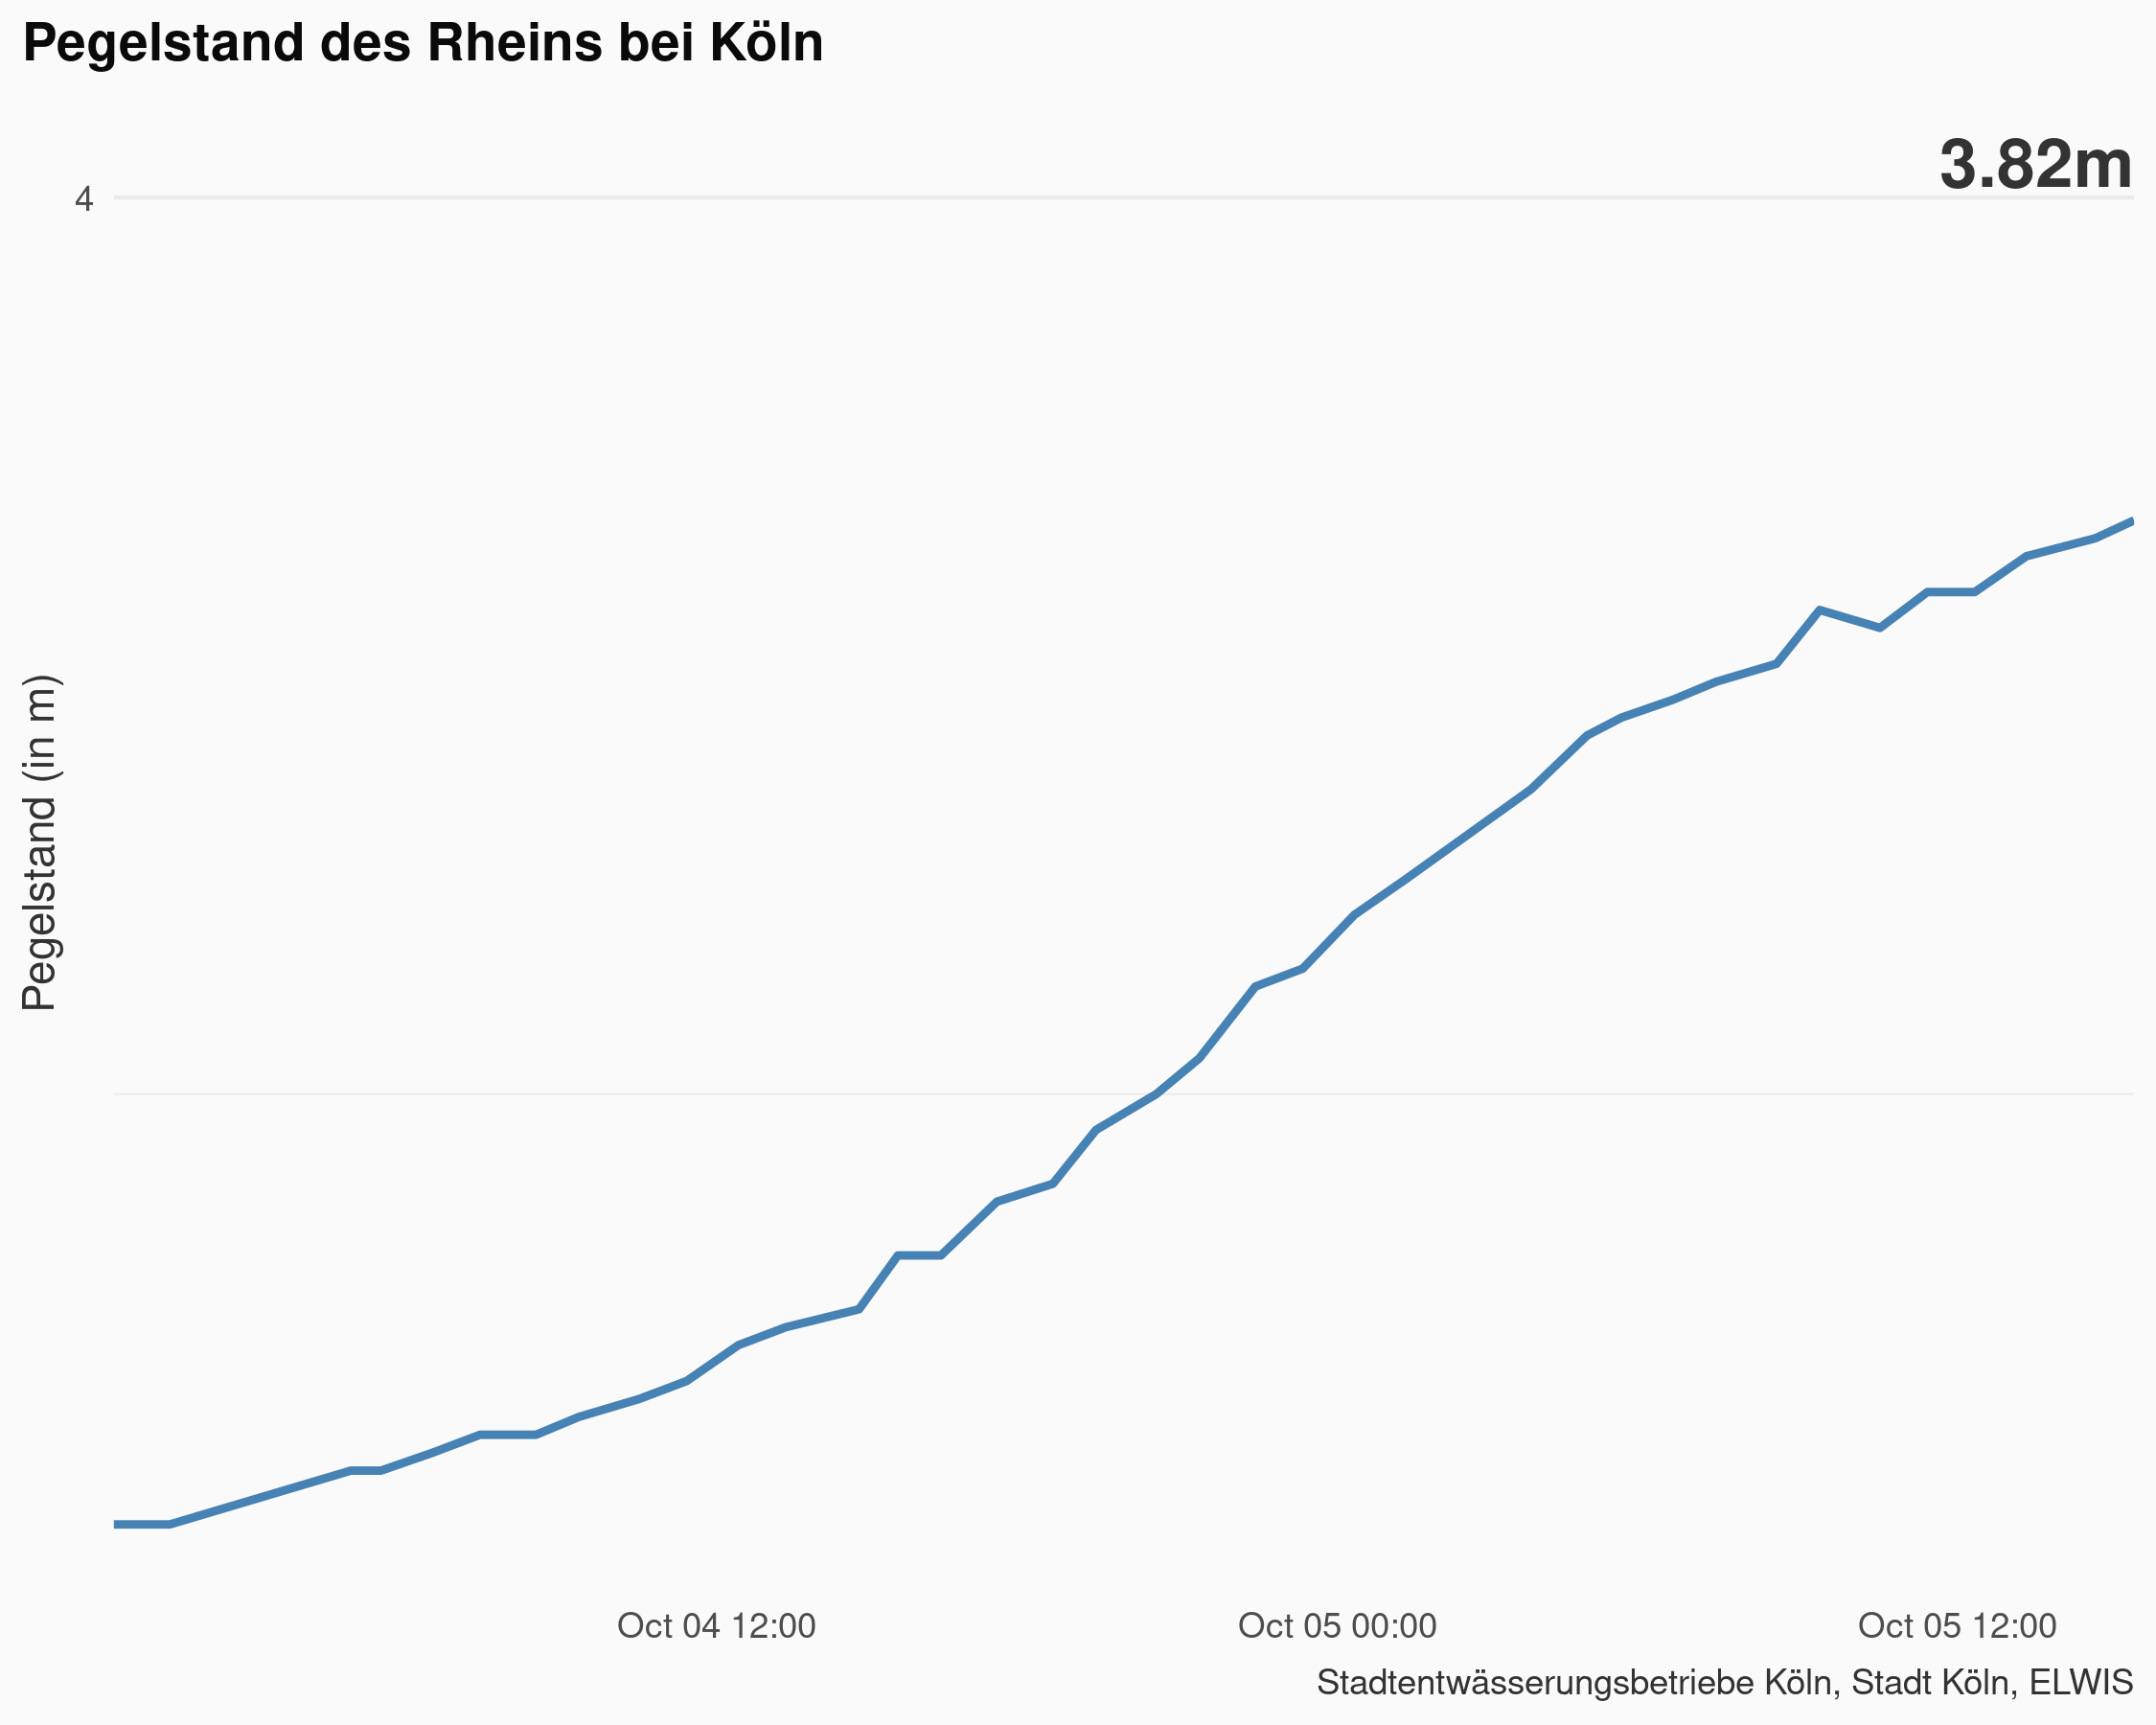 Pegelstand des Rheins bei Köln
3.82m
4
Pegelstand (in m)
Oct 04 12:00 Oct 05 00:00 Oct 05 12:00
Stadtentwässerungsbetriebe Köln, Stadt Köln, ELWIS